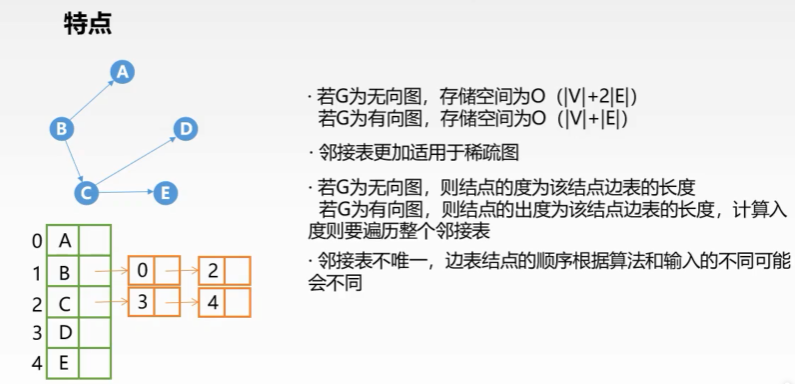 特点
A
B
D
C
E
· 若G为无向图，存储空间为O（|V|+2|E|）
若G为有向图，存储空间为O（|V|+|E|）
· 邻接表更加适用于稀疏图
· 若G为无向图，则结点的度为该结点边表的长度
若G为有向图，则结点的出度为该结点边表的长度，计算入
度则要遍历整个邻接表
· 邻接表不唯一，边表结点的顺序根据算法和输入的不同可能
会不同
0 A
1 B 0 2
2 C 3 4
3 D
4 E